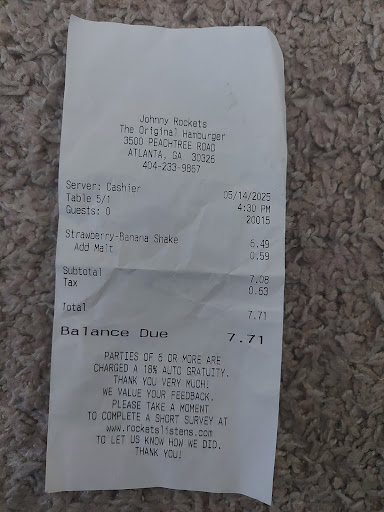 Johnny Rockets
The Original Hamburger
3500 PEACHTREE ROAD
ATLANTA, GA 30326
404-233-9867
Server: Cashier 05/14/2025
Table 5/1 4:30 PM
Guests: 0 20015
Strawberry-Banana Shake 6.49
Add Malt 0.59
Subtotal 7.08
Tax 0.63
Total 7.71
Balance Due 7.71
PARTIES OF 6 OR MORE ARE
CHARGED A 18% AUTO GRATUITY.
THANK YOU VERY MUCH!
WE VALUE YOUR FEEDBACK.
PLEASE TAKE A MOMENT
TO COMPLETE A SHORT SURVEY AT
www.rocketslistens.com
TO LET US KNOW HOW WE DID.
THANK YOU!